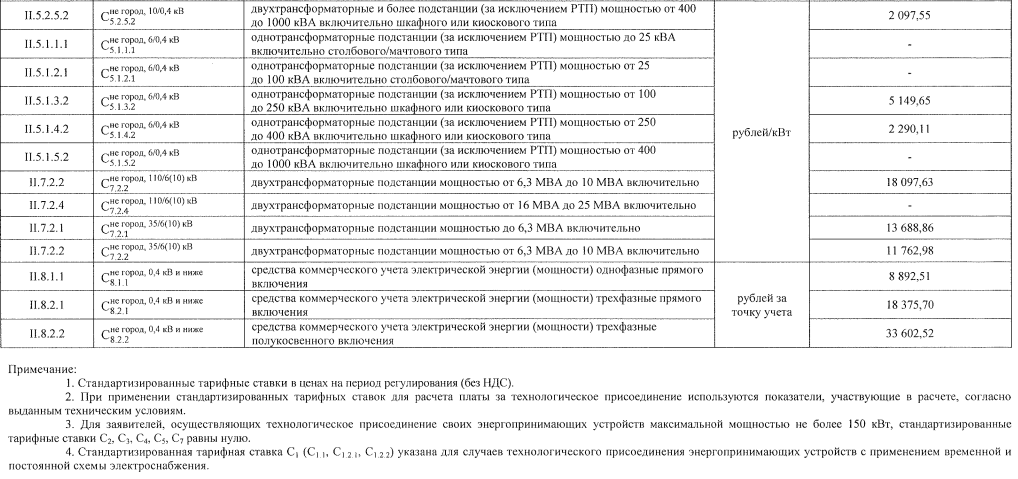 II.5.2.5.2 C не город, 10/0,4 кВ 5.2.5.2 двухтрансформаторные и более подстанции (за исключением РТП) мощностью от 400 2 097,55
до 1000 кВА включительно шкафного или киоскового типа
II.5.1.1.1 C не город, 6/0,4 кВ 5.1.1.1 однотрансформаторные подстанции (за исключением РТП) мощностью до 25 кВА -
включительно столбового/мачтового типа
II.5.1.2.1 C не город, 6/0,4 кВ 5.1.2.1 однотрансформаторные подстанции (за исключением РТП) мощностью от 25 -
до 100 кВА включительно столбового/мачтового типа
II.5.1.3.2 C не город, 6/0,4 кВ 5.1.3.2 однотрансформаторные подстанции (за исключением РТП) мощностью от 100 5 149,65
до 250 кВА включительно шкафного или киоскового типа
II.5.1.4.2 C не город, 6/0,4 кВ 5.1.4.2 однотрансформаторные подстанции (за исключением РТП) мощностью от 250 рублей/кВт 2 290,11
до 400 кВА включительно шкафного или киоскового типа
II.5.1.5.2 C не город, 6/0,4 кВ 5.1.5.2 однотрансформаторные подстанции (за исключением РТП) мощностью от 400 -
до 1000 кВА включительно шкафного или киоскового типа
II.7.2.2 C не город, 110/6(10) кВ 7.2.2 двухтрансформаторные подстанции мощностью от 6,3 МВА до 10 МВА включительно 18 097,63
II.7.2.4 C не город, 110/6(10) кВ 7.2.4 двухтрансформаторные подстанции мощностью от 16 МВА до 25 МВА включительно -
II.7.2.1 C не город, 35/6(10) кВ 7.2.1 двухтрансформаторные подстанции мощностью до 6,3 МВА включительно 13 688,86
II.7.2.2 C не город, 35/6(10) кВ 7.2.2 двухтрансформаторные подстанции мощностью от 6,3 МВА до 10 МВА включительно 11 762,98
II.8.1.1 C не город, 0,4 кВ и ниже 8.1.1 средства коммерческого учета электрической энергии (мощности) однофазные прямого 8 892,51
включения
II.8.2.1 C не город, 0,4 кВ и ниже 8.2.1 средства коммерческого учета электрической энергии (мощности) трехфазные прямого рублей за 18 375,70
включения точку учета
II.8.2.2 C не город, 0,4 кВ и ниже 8.2.2 средства коммерческого учета электрической энергии (мощности) трехфазные 33 602,52
полукосвенного включения
Примечание:
1. Стандартизированные тарифные ставки в ценах на период регулирования (без НДС).
2. При применении стандартизированных тарифных ставок для расчета платы за технологическое присоединение используются показатели, участвующие в расчете, согласно
выданным техническим условиям.
3. Для заявителей, осуществляющих технологическое присоединение своих энергопринимающих устройств максимальной мощностью не более 150 кВт, стандартизированные
тарифные ставки C2, C3, C4, C5, C7 равны нулю.
4. Стандартизированная тарифная ставка C1 (C1.1, C1.2.1, C1.2.2) указана для случаев технологического присоединения энергопринимающих устройств с применением временной и
постоянной схемы электроснабжения.